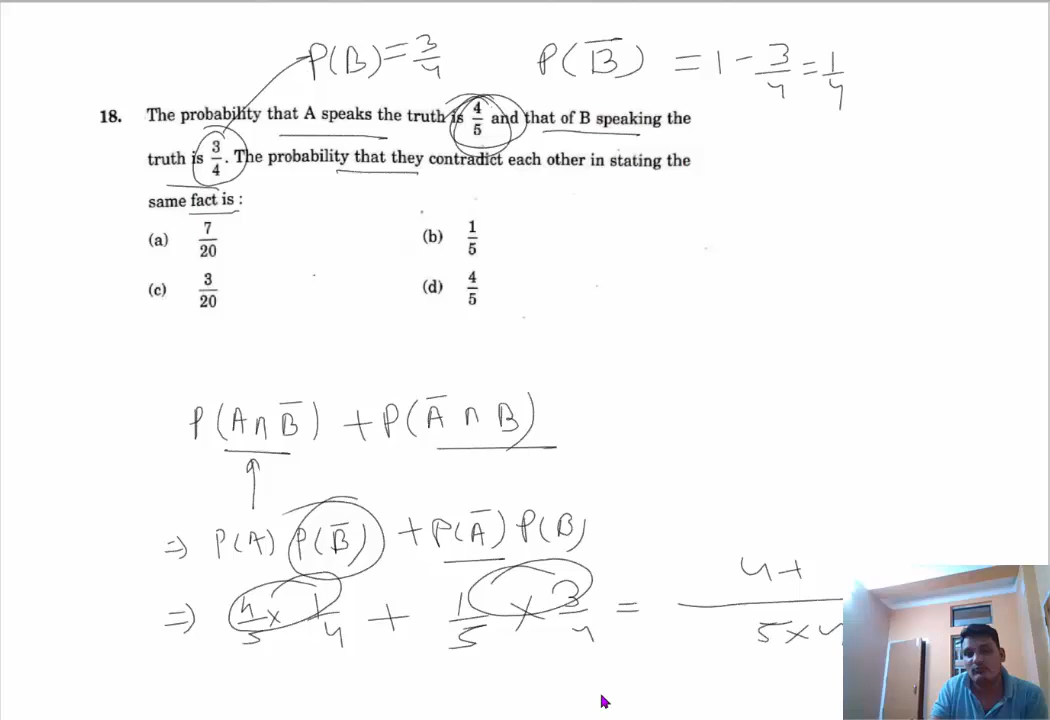 P(B) = 3/4 P(B̅) = 1 - 3/4 = 1/4
18. The probability that A speaks the truth is 4/5 and that of B speaking the
truth is 3/4. The probability that they contradict each other in stating the
same fact is :
(a) 7/20 (b) 1/5
(c) 3/20 (d) 4/5
P(A∩B̅) + P(A̅ ∩ B)
⇒ P(A) P(B̅) + P(A̅) P(B)
⇒ 4/5 × 1/4 + 1/5 × 3/4 = 4+ / 5×4